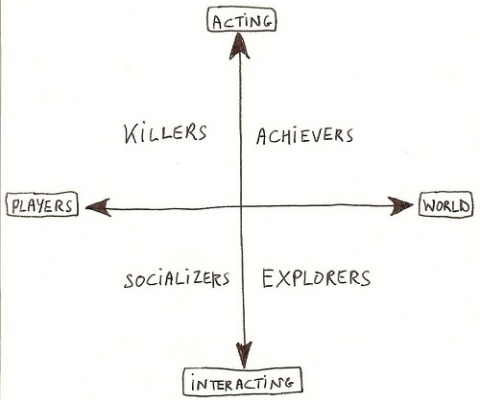 ACTING
KILLERS ACHIEVERS
PLAYERS WORLD
SOCIALIZERS EXPLORERS
INTERACTING